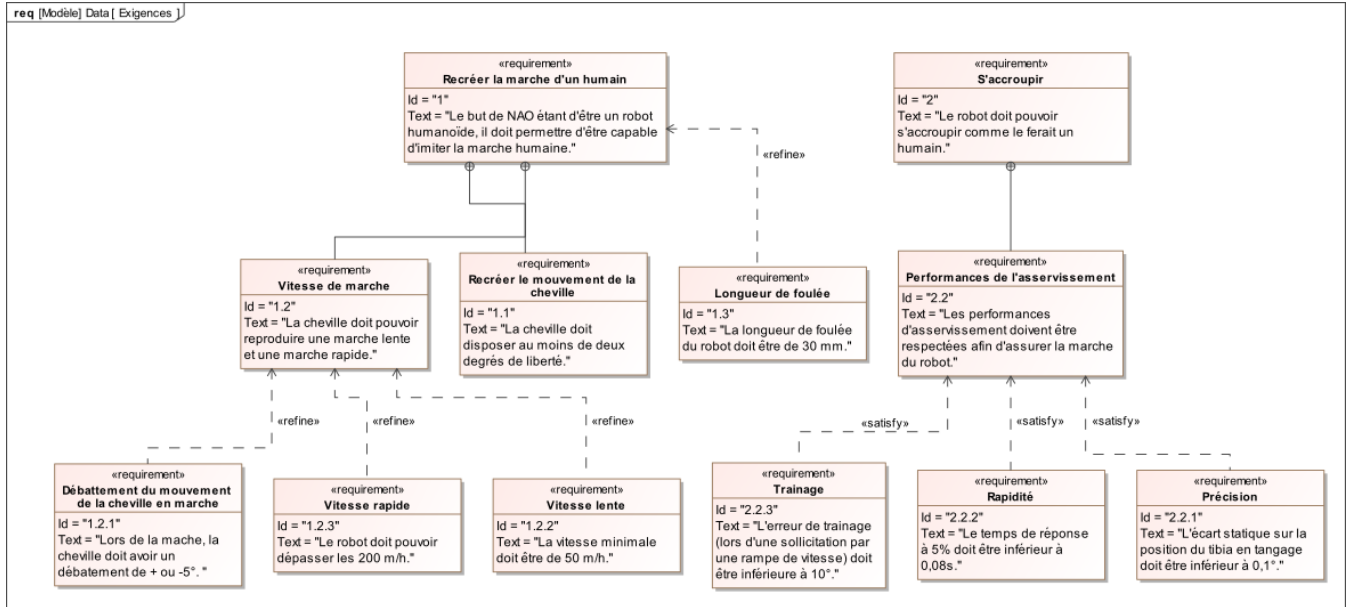 req [Modèle] Data [ Exigences ]
«requirement»
Recréer la marche d'un humain
Id = "1"
Text = "Le but de NAO étant d'être un robot
humanoïde, il doit permettre d'être capable
d'imiter la marche humaine."
«requirement»
S'accroupir
Id = "2"
Text = "Le robot doit pouvoir
s'accroupir comme le ferait un
humain."
«refine»
«requirement»
Vitesse de marche
Id = "1.2"
Text = "La cheville doit pouvoir
reproduire une marche lente
et une marche rapide."
«requirement»
Recréer le mouvement de la
cheville
Id = "1.1"
Text = "La cheville doit
disposer au moins de deux
degrés de liberté."
«requirement»
Longueur de foulée
Id = "1.3"
Text = "La longueur de foulée
du robot doit être de 30 mm."
«requirement»
Performances de l'asservissement
Id = "2.2"
Text = "Les performances
d'asservissement doivent être
respectées afin d'assurer la marche
du robot."
«refine»
«refine»
«refine»
«satisfy»
«satisfy»
«satisfy»
«requirement»
Débattement du mouvement
de la cheville en marche
Id = "1.2.1"
Text = "Lors de la mache, la
cheville doit avoir un
débatement de + ou -5°. "
«requirement»
Vitesse rapide
Id = "1.2.3"
Text = "Le robot doit pouvoir
dépasser les 200 m/h."
«requirement»
Vitesse lente
Id = "1.2.2"
Text = "La vitesse minimale
doit être de 50 m/h."
«requirement»
Trainage
Id = "2.2.3"
Text = "L'erreur de trainage
(lors d'une sollicitation par
une rampe de vitesse) doit
être inférieure à 10°."
«requirement»
Rapidité
Id = "2.2.2"
Text = "Le temps de réponse
à 5% doit être inférieur à
0,08s."
«requirement»
Précision
Id = "2.2.1"
Text = "L'écart statique sur la
position du tibia en tangage
doit être inférieur à 0,1°."